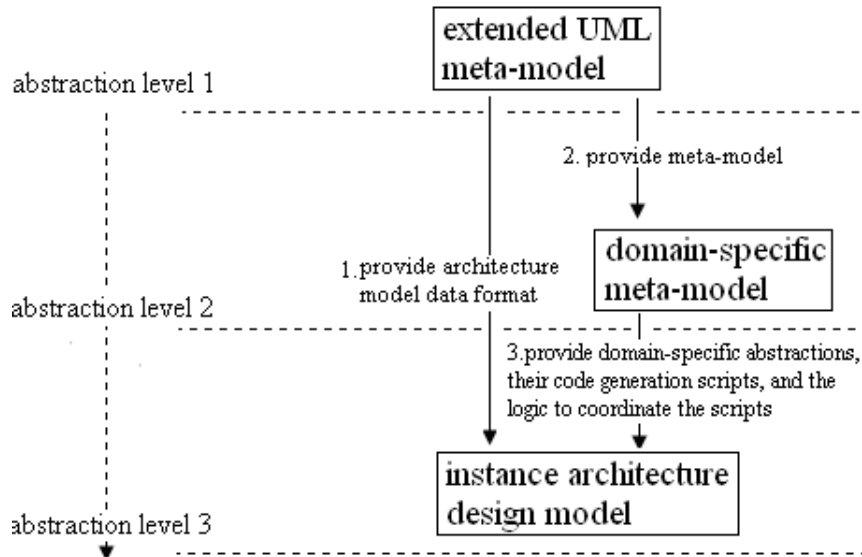 extended UML
meta-model
abstraction level 1
2. provide meta-model
domain-specific
meta-model
1.provide architecture
model data format
abstraction level 2
3.provide domain-specific abstractions,
their code generation scripts, and the
logic to coordinate the scripts
instance architecture
design model
abstraction level 3